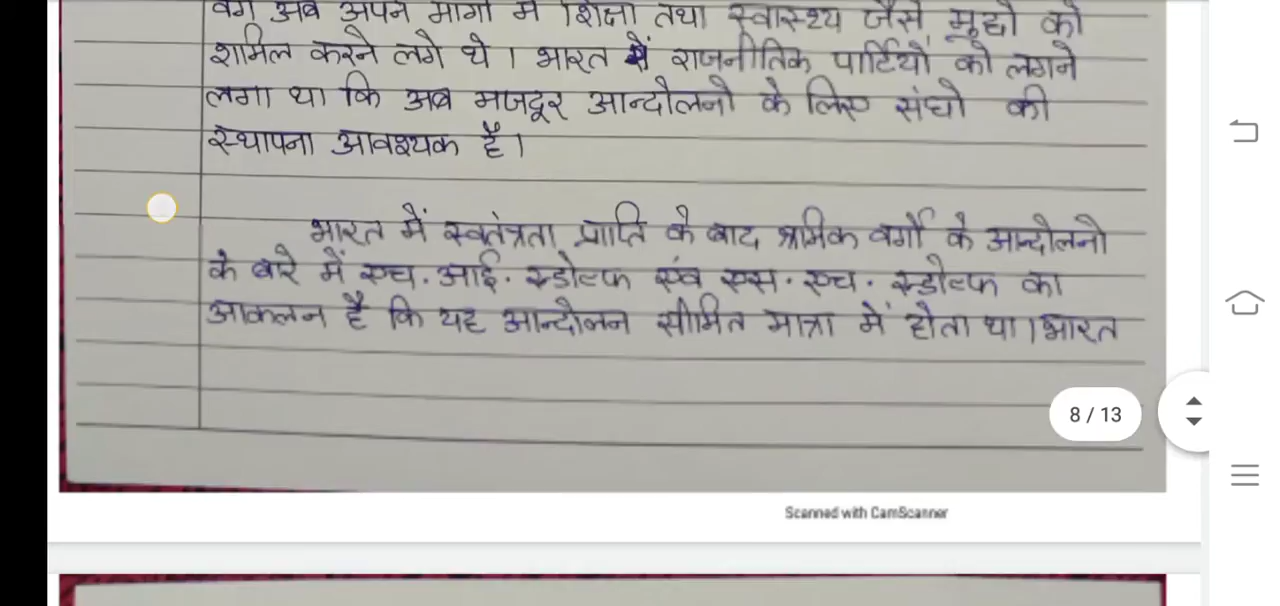 वर्ग अब अपने मांगों में शिक्षा तथा स्वास्थ्य जैसे मुद्दो को
शामिल करने लगे थे । भारत में राजनीतिक पार्टियों को लगने
लगा था कि अब मजदूर आन्दोलनो के लिए संघो की
स्थापना आवश्यक है ।
भारत में स्वतंत्रता प्राप्ति के बाद श्रमिक वर्गो के आन्दोलनो
के बारे में एच . आई . रुडोल्फ एंव एस . एच . रुडोल्फ का
आकलन है कि यह आन्दोलन सीमित मात्रा में होता था । भारत
8 / 13
Scanned with CamScanner